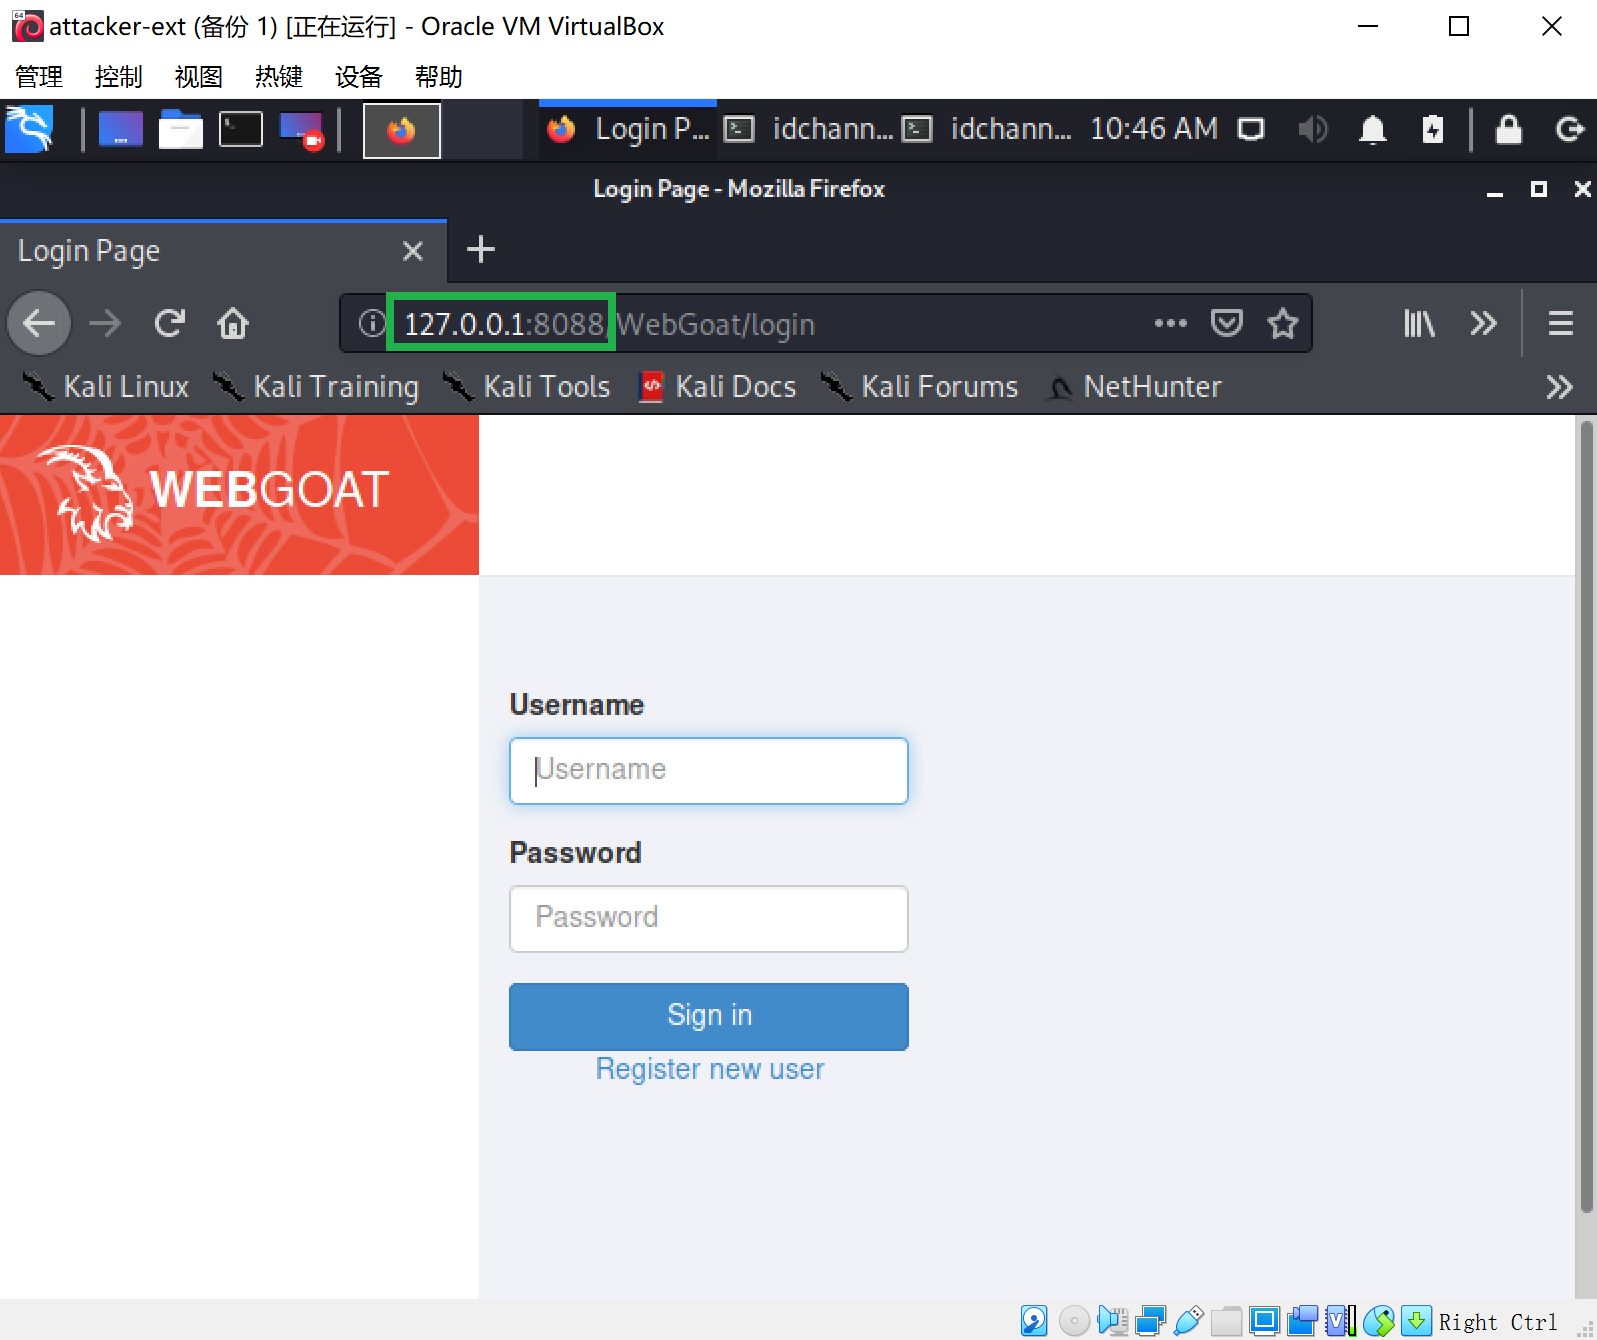 attacker-ext (备份 1) [正在运行] - Oracle VM VirtualBox
管理 控制 视图 热键 设备 帮助
Login P... idchann... idchann... 10:46 AM
Login Page - Mozilla Firefox
Login Page
127.0.0.1:8088/WebGoat/login
Kali Linux Kali Training Kali Tools Kali Docs Kali Forums NetHunter
WEBGOAT
Username
Username
Password
Password
Sign in
Register new user
Right Ctrl